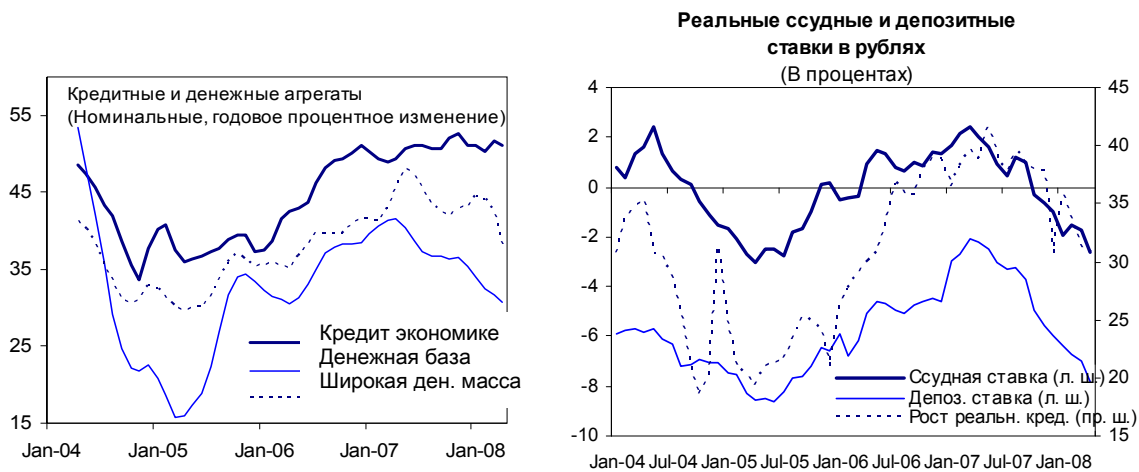 Кредитные и денежные агрегаты
(Номинальные, годовое процентное изменение)
55
45
35
25
15
Кредит экономике
Денежная база
Широкая ден. масса
Jan-04
Jan-05
Jan-06
Jan-07
Jan-08
Реальные ссудные и депозитные
ставки в рублях
(В процентах)
4
2
0
-2
-4
-6
-8
-10
45
40
35
30
25
20
15
Ссудная ставка (л. ш.)
Депоз. ставка (л. ш.)
Рост реальн. кред. (пр. ш.)
Jan-04 Jul-04 Jan-05 Jul-05 Jan-06 Jul-06 Jan-07 Jul-07 Jan-08